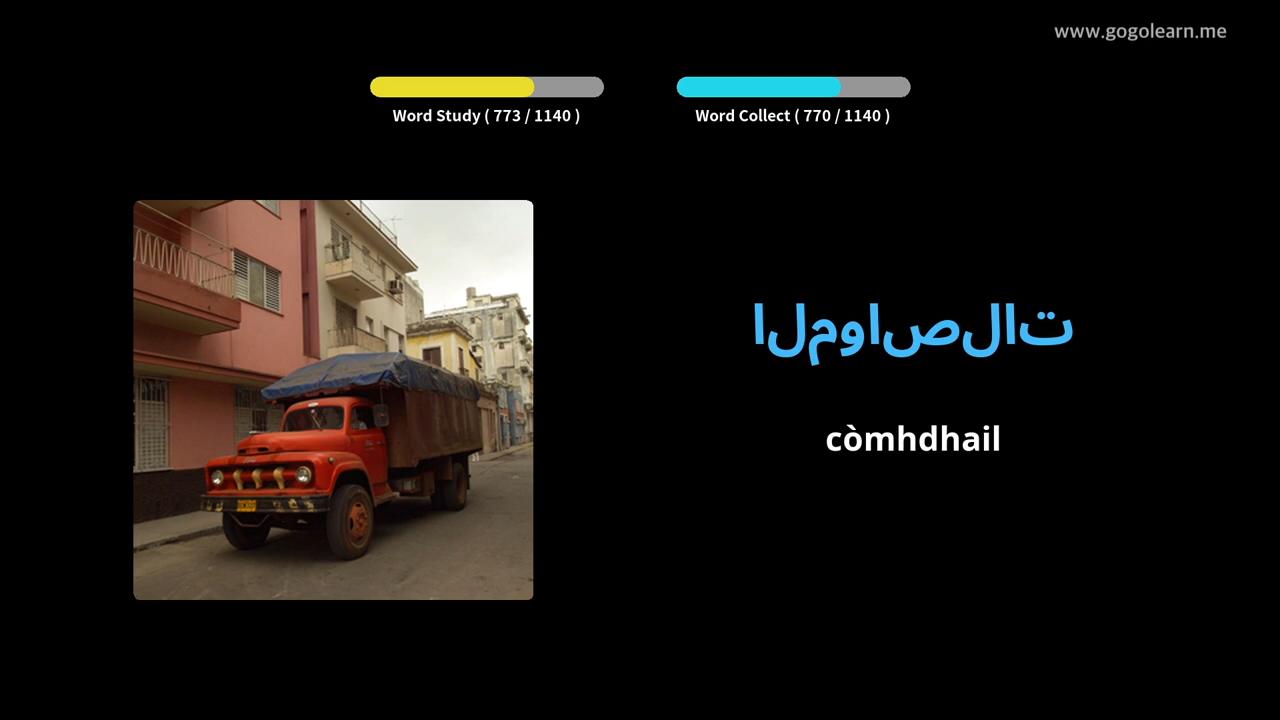 www.gogolearn.me
Word Study ( 773 / 1140 )
Word Collect ( 770 / 1140 )
المواصلات
còmhdhail